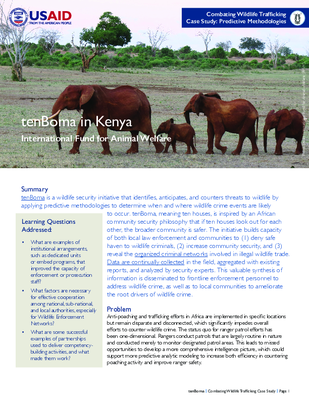 USAID
FROM THE AMERICAN PEOPLE
Combating Wildlife Trafficking
Case Study: Predictive Methodologies
tenBoma in Kenya
International Fund for Animal Welfare
Summary
tenBoma is a wildlife security initiative that identifies, anticipates, and counters threats to wildlife by
applying predictive methodologies to determine when and where wildlife crime events are likely
to occur. tenBoma, meaning ten houses, is inspired by an African
community security philosophy that if ten houses look out for each
other, the broader community is safer. The initiative builds capacity
of both local law enforcement and communities to (1) deny safe
haven to wildlife criminals, (2) increase community security, and (3)
reveal the organized criminal networks involved in illegal wildlife trade.
Data are continually collected in the field, aggregated with existing
reports, and analyzed by security experts. This valuable synthesis of
information is disseminated to frontline enforcement personnel to
address wildlife crime, as well as to local communities to ameliorate
the root drivers of wildlife crime.
Learning Questions
Addressed:
• What are examples of
institutional arrangements,
such as dedicated units
or embed programs, that
improved the capacity of
enforcement or prosecution
staff?
• What factors are necessary
for effective cooperation
among national, sub-national,
and local authorities, especially
for Wildlife Enforcement
Networks?
• What are some successful
examples of partnerships
used to deliver competency-
building activities, and what
made them work?
Problem
Anti-poaching and trafficking efforts in Africa are implemented in specific locations
but remain disparate and disconnected, which significantly impedes overall
efforts to counter wildlife crime. The status quo for ranger patrol efforts has
been one-dimensional. Rangers conduct patrols that are largely routine in nature
and conducted merely to monitor designated patrol areas. This leads to missed
opportunities to develop a more comprehensive intelligence picture, which could
support more predictive analytic modeling to increase both efficiency in countering
poaching activity and improve ranger safety.
tenBoma | Combating Wildlife Trafficking Case Study | Page 1